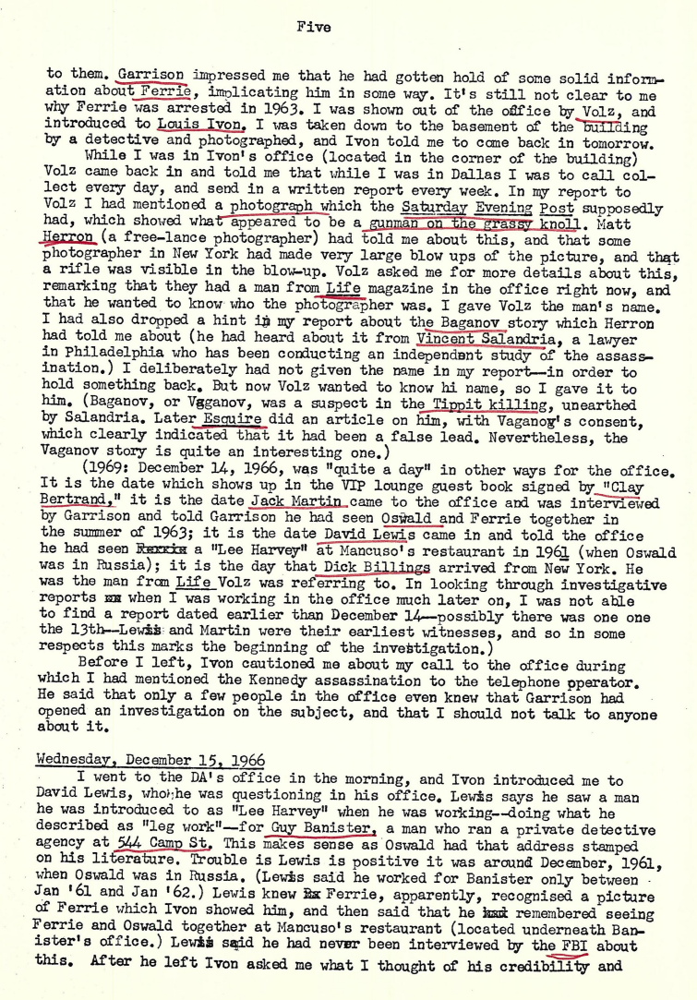 Five
to them. Garrison impressed me that he had gotten hold of some solid inform-
ation about Ferrie, implicating him in some way. It's still not clear to me
why Ferrie was arrested in 1963. I was shown out of the office by Volz, and
introduced to Louis Ivon. I was taken down to the basement of the building
by a detective and photographed, and Ivon told me to come back in tomorrow.
While I was in Ivon's office (located in the corner of the building)
Volz came back in and told me that while I was in Dallas I was to call col-
lect every day, and send in a written report every week. In my report to
Volz I had mentioned a photograph which the Saturday Evening Post supposedly
had, which showed what appeared to be a gunman on the grassy knoll. Matt
Herron (a free-lance photographer) had told me about this, and that some
photographer in New York had made very large blow ups of the picture, and that
a rifle was visible in the blow-up. Volz asked me for more details about this,
remarking that they had a man from Life magazine in the office right now, and
that he wanted to know who the photographer was. I gave Volz the man's name.
I had also dropped a hint in my report about the Baganov story which Herron
had told me about (he had heard about it from Vincent Salandria, a lawyer
in Philadelphia who has been conducting an independent study of the assass-
ination.) I deliberately had not given the name in my report—in order to
hold something back. But now Volz wanted to know hi name, so I gave it to
him. (Baganov, or Vaganov, was a suspect in the Tippit killing, unearthed
by Salandria. Later Esquire did an article on him, with Vaganov's consent,
which clearly indicated that it had been a false lead. Nevertheless, the
Vaganov story is quite an interesting one.)
(1969: December 14, 1966, was "quite a day" in other ways for the office.
It is the date which shows up in the VIP lounge guest book signed by "Clay
Bertrand," it is the date Jack Martin came to the office and was interviewed
by Garrison and told Garrison he had seen Oswald and Ferrie together in
the summer of 1963; it is the date David Lewis came in and told the office
he had seen a "Lee Harvey" at Mancuso's restaurant in 1961 (when Oswald
was in Russia); it is the day that Dick Billings arrived from New York. He
was the man from Life Volz was referring to. In looking through investigative
reports when I was working in the office much later on, I was not able
to find a report dated earlier than December 14—possibly there was one one
the 13th—Lewis and Martin were their earliest witnesses, and so in some
respects this marks the beginning of the investigation.)
Before I left, Ivon cautioned me about my call to the office during
which I had mentioned the Kennedy assassination to the telephone operator.
He said that only a few people in the office even knew that Garrison had
opened an investigation on the subject, and that I should not talk to anyone
about it.
Wednesday, December 15, 1966
I went to the DA's office in the morning, and Ivon introduced me to
David Lewis, who he was questioning in his office. Lewis says he saw a man
he was introduced to as "Lee Harvey" when he was working--doing what he
described as "leg work"—for Guy Banister, a man who ran a private detective
agency at 544 Camp St. This makes sense as Oswald had that address stamped
on his literature. Trouble is Lewis is positive it was around December, 1961,
when Oswald was in Russia. (Lewis said he worked for Banister only between
Jan '61 and Jan '62.) Lewis knew Ferrie, apparently, recognised a picture
of Ferrie which Ivon showed him, and then said that he remembered seeing
Ferrie and Oswald together at Mancuso's restaurant (located underneath Ban-
ister's office.) Lewis said he had never been interviewed by the FBI about
this. After he left Ivon asked me what I thought of his credibility and